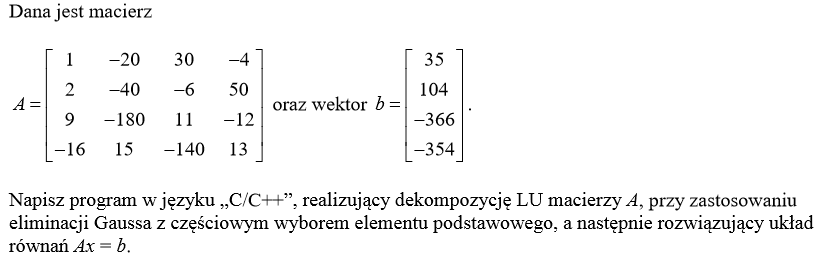 Dana jest macierz
1 −20 30 −4
2 −40 −6 50
A = oraz wektor b = .
9 −180 11 −12
−16 15 −140 13
35
104
−366
−354
Napisz program w języku „C/C++”, realizujący dekompozycję LU macierzy A, przy zastosowaniu
eliminacji Gaussa z częściowym wyborem elementu podstawowego, a następnie rozwiązujący układ
równań Ax = b.